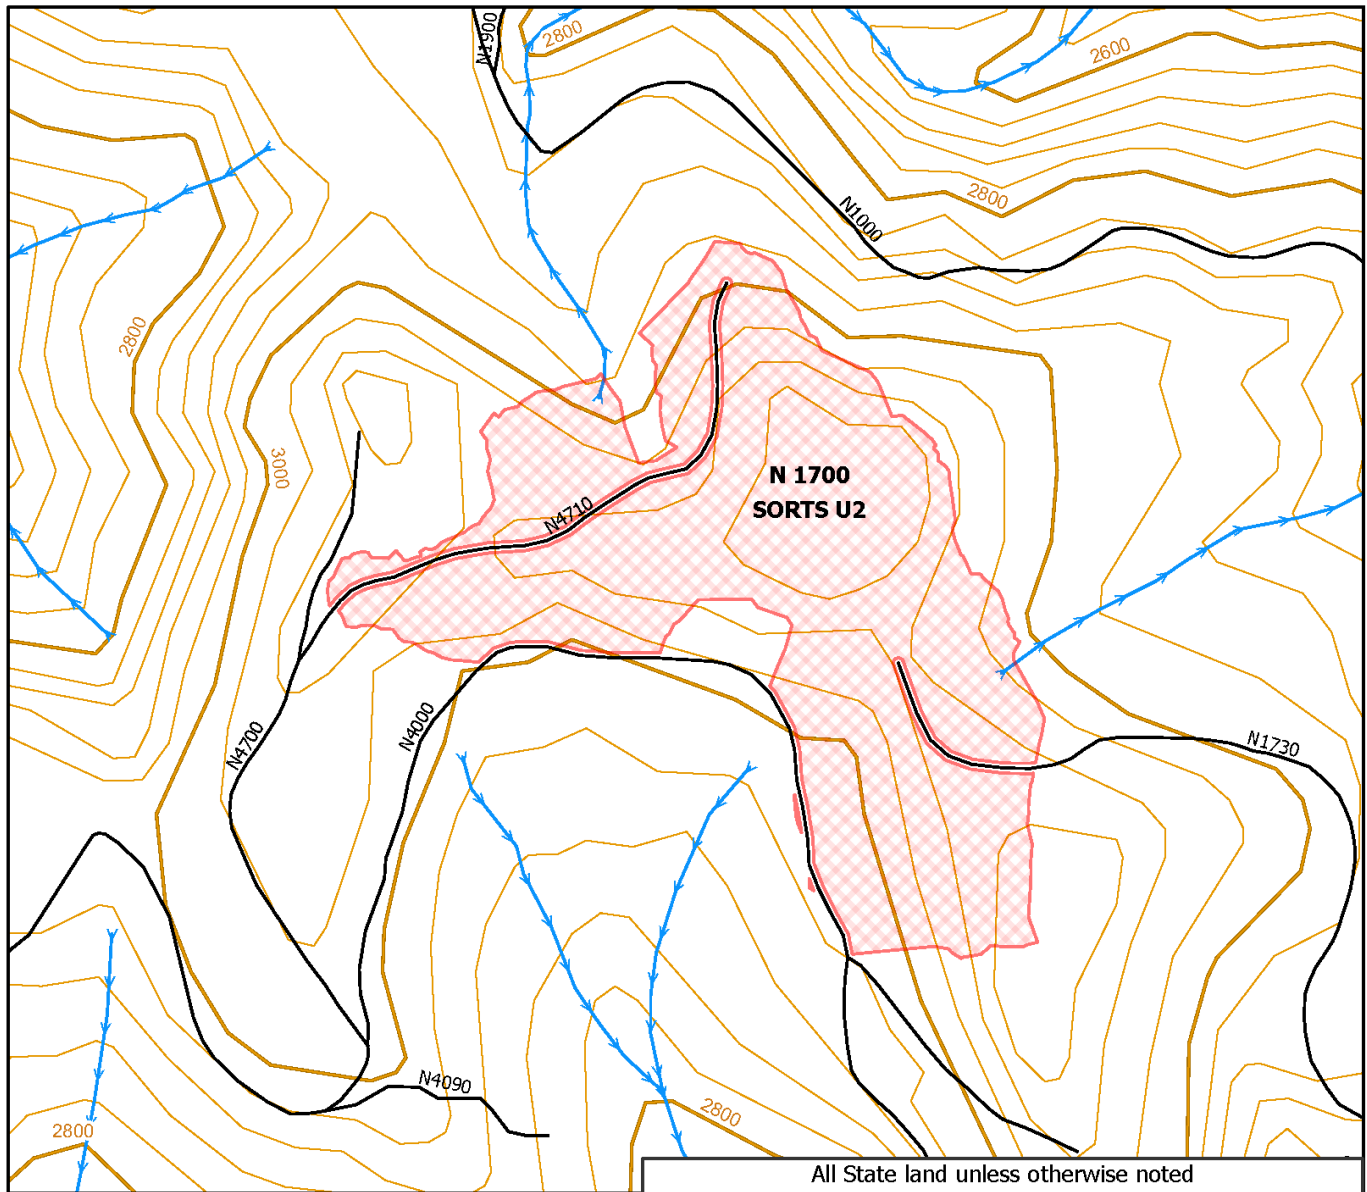 N1900
2800
2600
2800
N1000
2800
3000
N 1700
SORTS U2
N4710
N4000
N4700
N1730
N4090
2800
2800
All State land unless otherwise noted